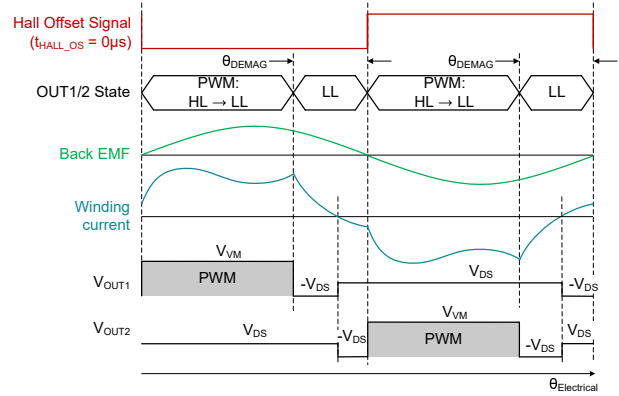 Hall Offset Signal
(tHALL_OS = 0µs)
θDEMAG θDEMAG
OUT1/2 State
PWM:
HL → LL
LL
PWM:
HL → LL
LL
Back EMF
Winding
current
VVM
VOUT1
PWM
-VDS
VDS
-VDS
VOUT2
VDS
-VDS
VVM
PWM
-VDS
VDS
θElectrical